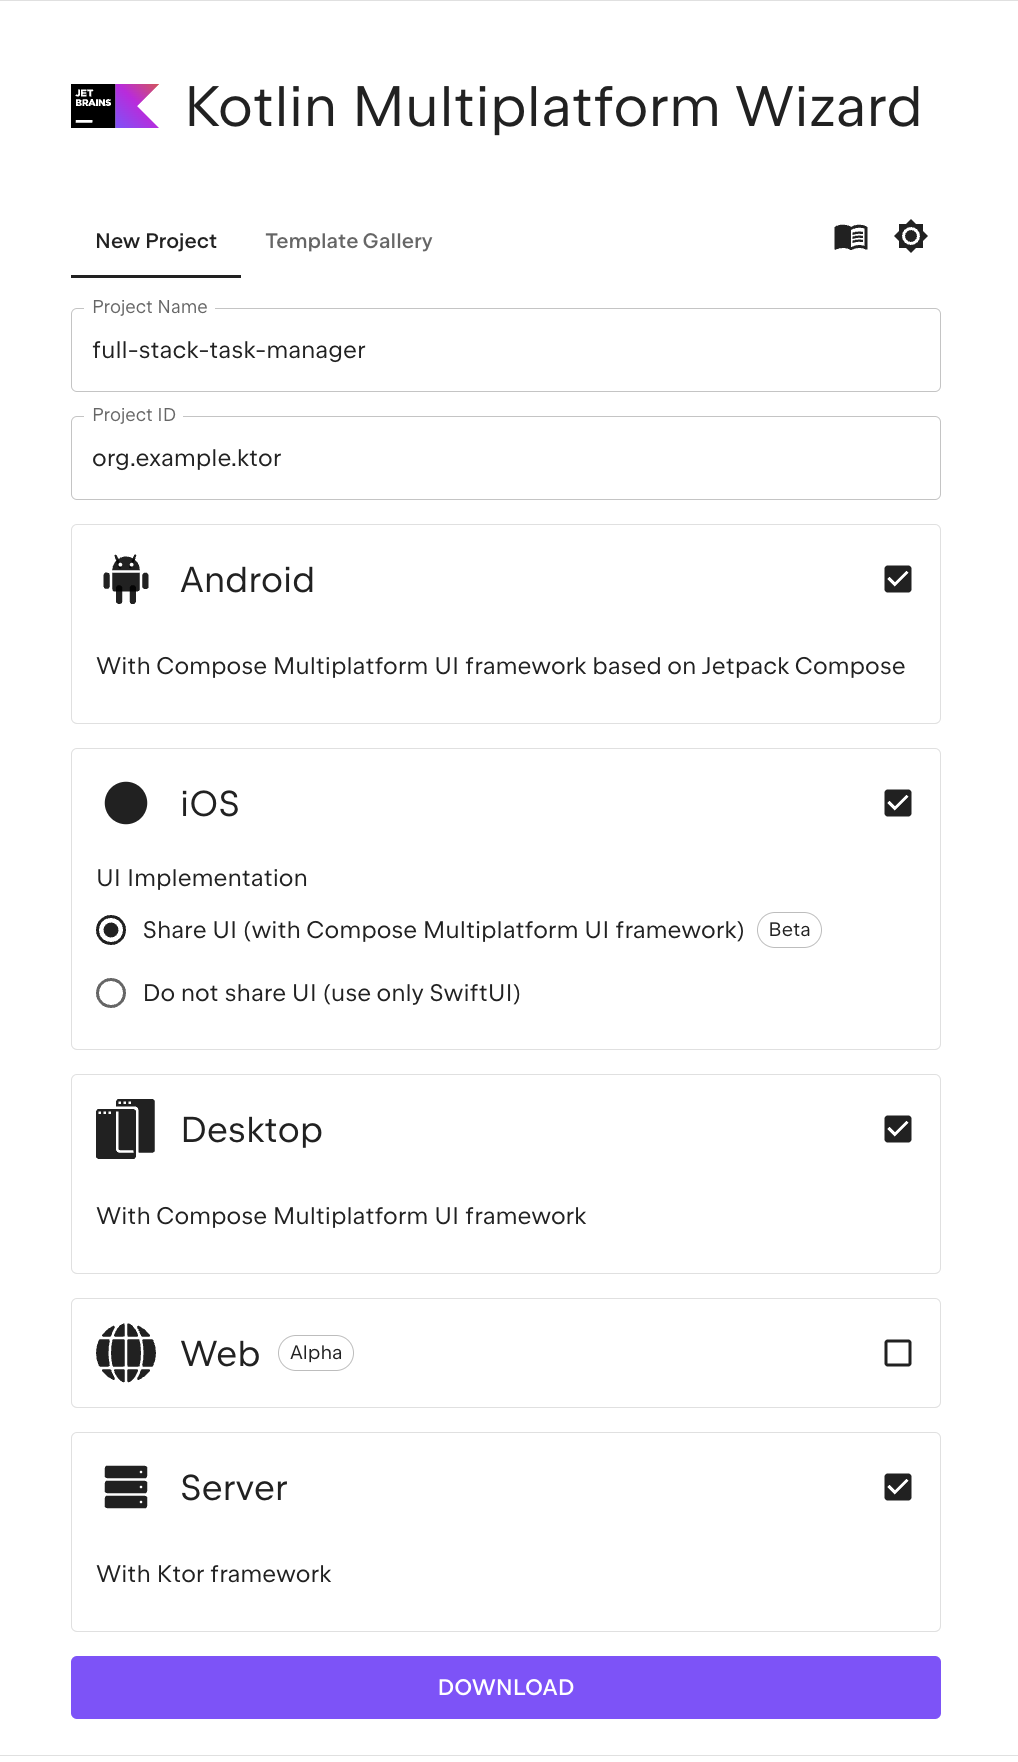 JET
BRAINS
Kotlin Multiplatform Wizard
New Project
Template Gallery
Project Name
full-stack-task-manager
Project ID
org.example.ktor
Android
With Compose Multiplatform UI framework based on Jetpack Compose
iOS
UI Implementation
Share UI (with Compose Multiplatform UI framework) Beta
Do not share UI (use only SwiftUI)
Desktop
With Compose Multiplatform UI framework
Web Alpha
Server
With Ktor framework
DOWNLOAD